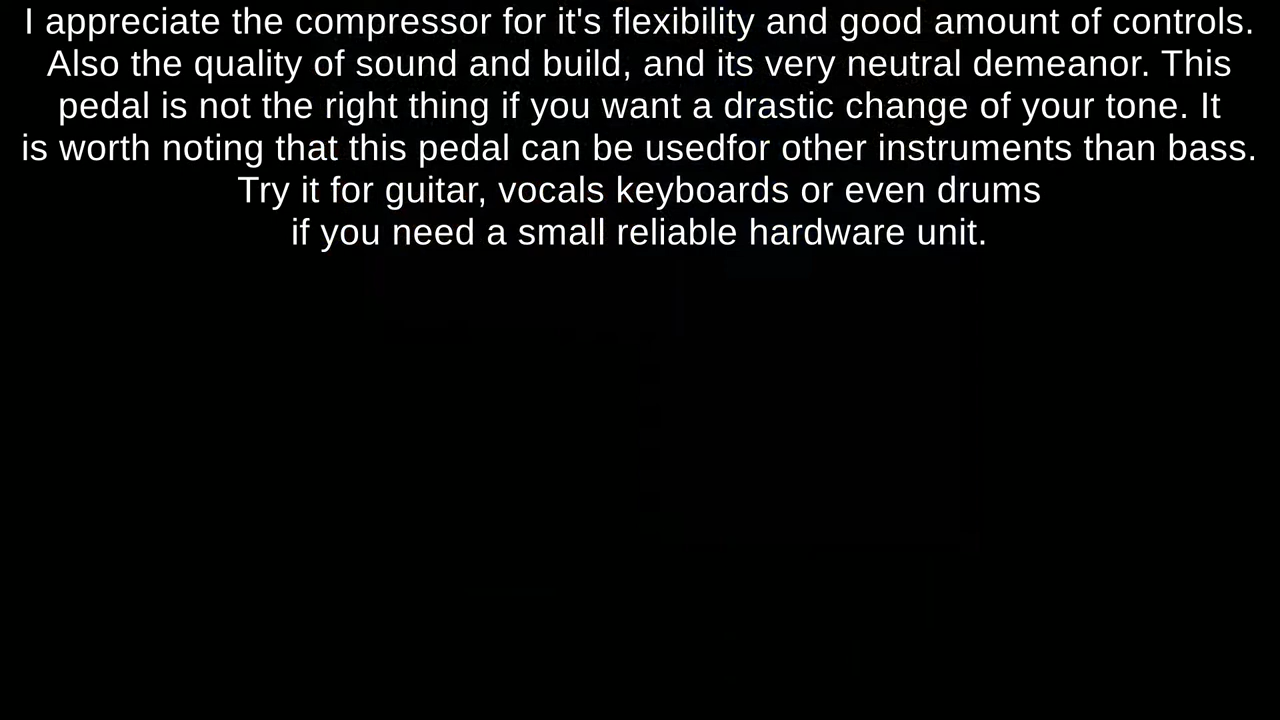 I appreciate the compressor for it's flexibility and good amount of controls.
Also the quality of sound and build, and its very neutral demeanor. This
pedal is not the right thing if you want a drastic change of your tone. It
is worth noting that this pedal can be usedfor other instruments than bass.
Try it for guitar, vocals keyboards or even drums
if you need a small reliable hardware unit.